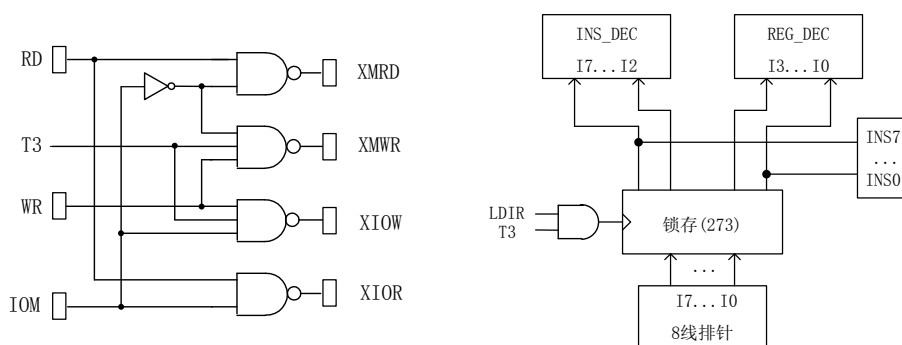 RD
XMRD
T3
XMWR
WR
XIOW
IOM
XIOR
INS_DEC
I7...I2
REG_DEC
I3...I0
INS7
...
INS0
LDIR
T3
锁存(273)
...
I7...I0
8线排针